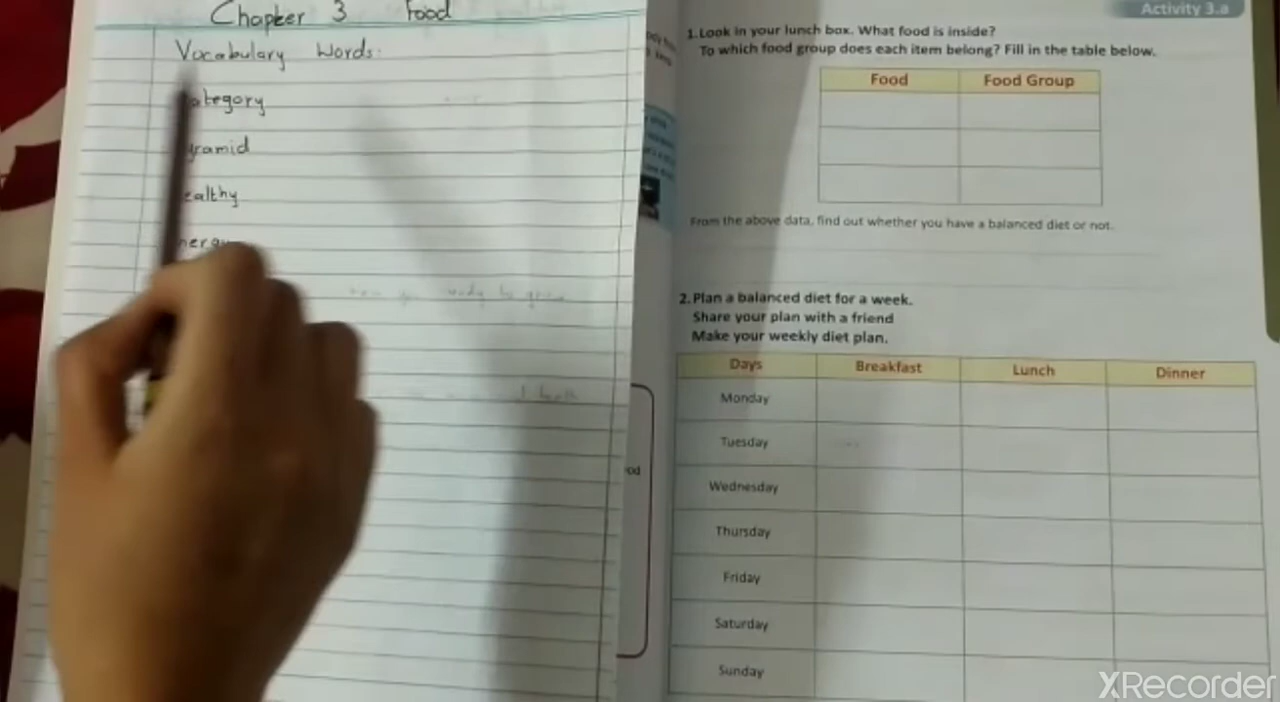 Chapter 3 Food
Vocabulary Words:
ategory
yramid
ealthy
nergy
Activity 3.a
1. Look in your lunch box. What food is inside?
To which food group does each item belong? Fill in the table below.
Food Food Group
From the above data, find out whether you have a balanced diet or not.
2. Plan a balanced diet for a week.
Share your plan with a friend
Make your weekly diet plan.
Days Breakfast Lunch Dinner
Monday
Tuesday
Wednesday
Thursday
Friday
Saturday
Sunday
XRecorder